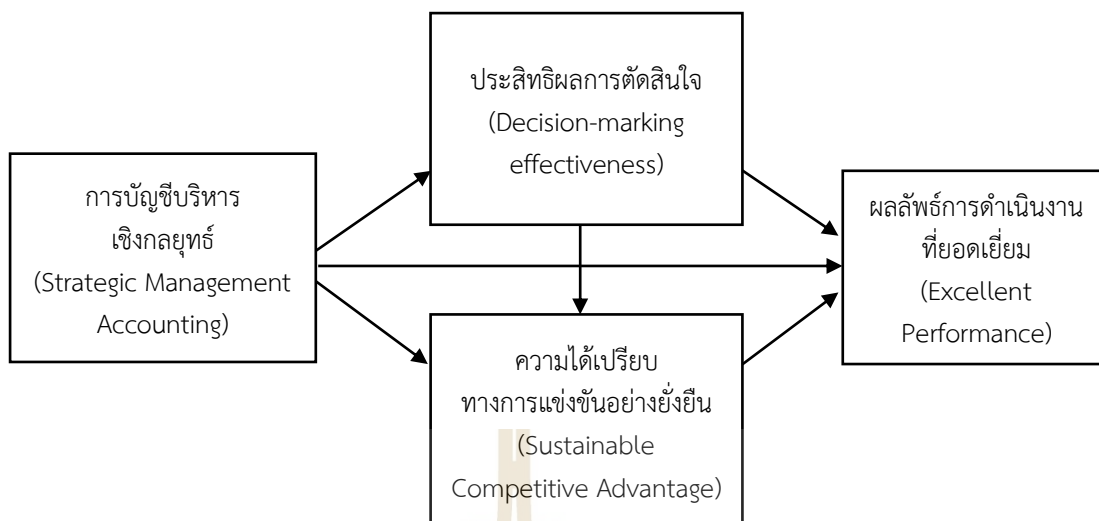 การบัญชีบริหาร
เชิงกลยุทธ์
(Strategic Management
Accounting)
ประสิทธิผลการตัดสินใจ
(Decision-marking
effectiveness)
ความได้เปรียบ
ทางการแข่งขันอย่างยั่งยืน
(Sustainable
Competitive Advantage)
ผลลัพธ์การดำเนินงาน
ที่ยอดเยี่ยม
(Excellent
Performance)